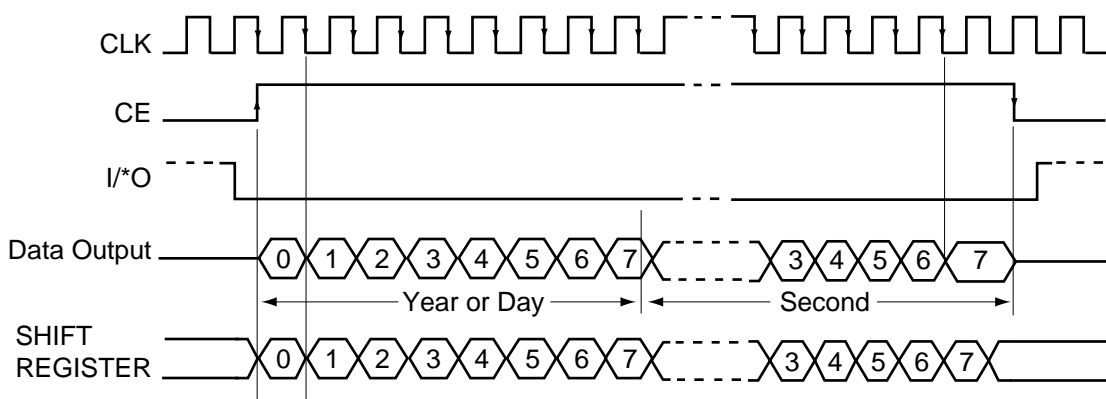 CLK
CE
I/*O
Data Output
0 1 2 3 4 5 6 7 3 4 5 6 7
Year or Day Second
SHIFT
REGISTER
0 1 2 3 4 5 6 7 3 4 5 6 7